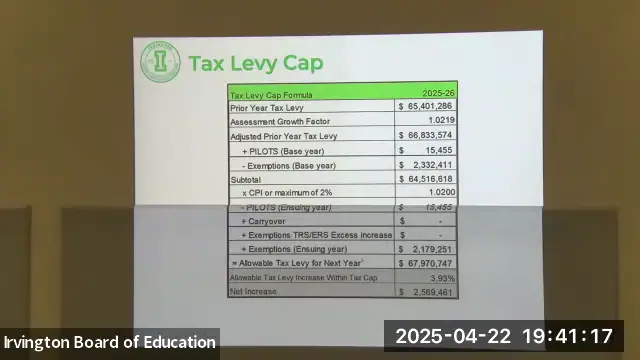 Tax Levy Cap
Tax Levy Cap Formula 2025-26
Prior Year Tax Levy $ 65,401,286
Assessment Growth Factor 1.0219
Adjusted Prior Year Tax Levy $ 66,833,574
+ PILOTS (Base year) $ 15,455
- Exemptions (Base year) $ 2,332,411
Subtotal $ 64,516,618
x CPI or maximum of 2% 1.0200
- PILOTS (Ensuing year) $ 15,455
+ Carryover $ -
+ Exemptions TRS/ERS Excess increase $ -
+ Exemptions (Ensuing year) $ 2,179,251
= Allowable Tax Levy for Next Year $ 67,970,747
Allowable Tax Levy Increase Within Tax Cap 3.93%
Net Increase $ 2,569,461
Irvington Board of Education
2025-04-22 19:41:17